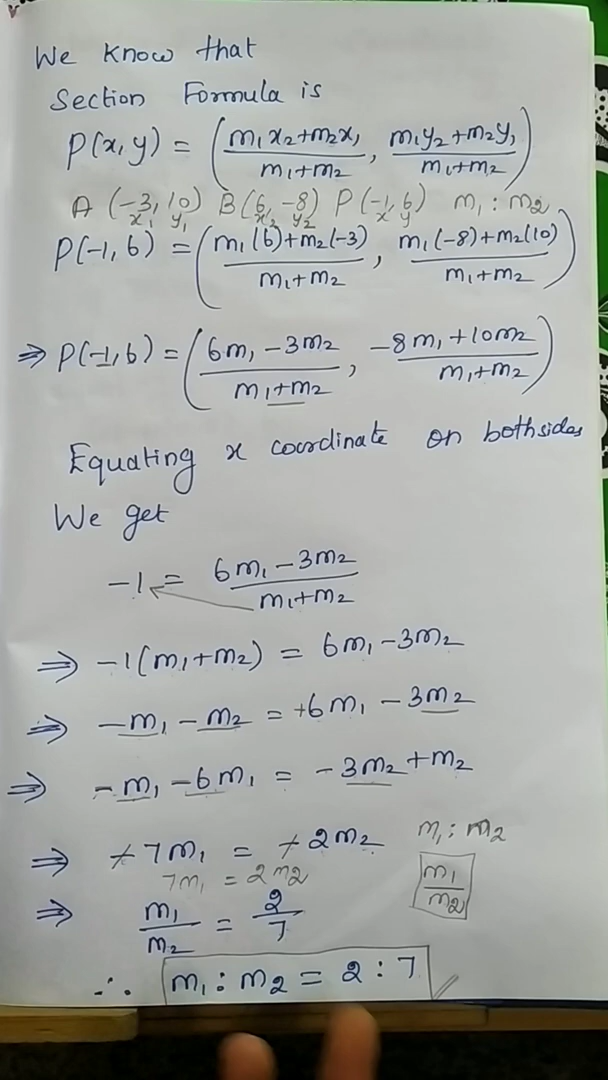 We know that
Section Formula is
P(x,y) = (m₁x₂+m₂x₁/m₁+m₂, m₁y₂+m₂y₁/m₁+m₂)
A (-3,10) B(6,-8) P(-1,6) m₁:m₂
x₁ y₁ x₂ y₂ x y
P(-1,6) = (m₁(6)+m₂(-3)/m₁+m₂, m₁(-8)+m₂(10)/m₁+m₂)
⇒ P(-1,6) = (6m₁-3m₂/m₁+m₂, -8m₁+10m₂/m₁+m₂)
Equating x coordinate on bothsides
We get
-1 = 6m₁-3m₂/m₁+m₂
⇒ -1(m₁+m₂) = 6m₁-3m₂
⇒ -m₁-m₂ = +6m₁-3m₂
⇒ -m₁-6m₁ = -3m₂+m₂
⇒ -7m₁ = -2m₂ m₁:m₂
7m₁ = 2m₂ m₁/m₂
⇒ m₁/m₂ = 2/7
∴ m₁:m₂ = 2:7